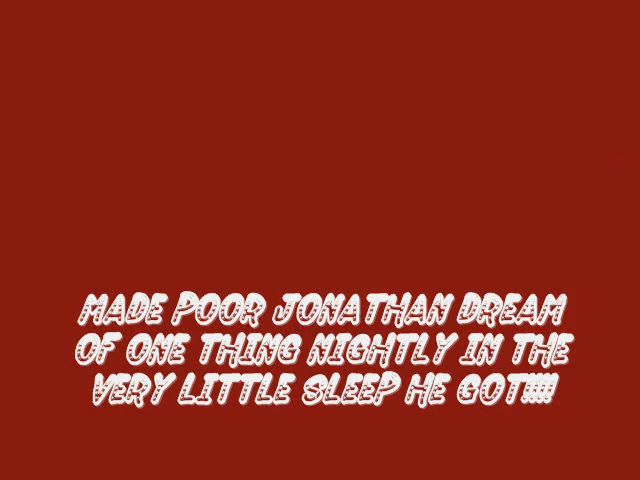 MADE POOR JONATHAN DREAM
OF ONE THING NIGHTLY IN THE
VERY LITTLE SLEEP HE GOT!!!!!